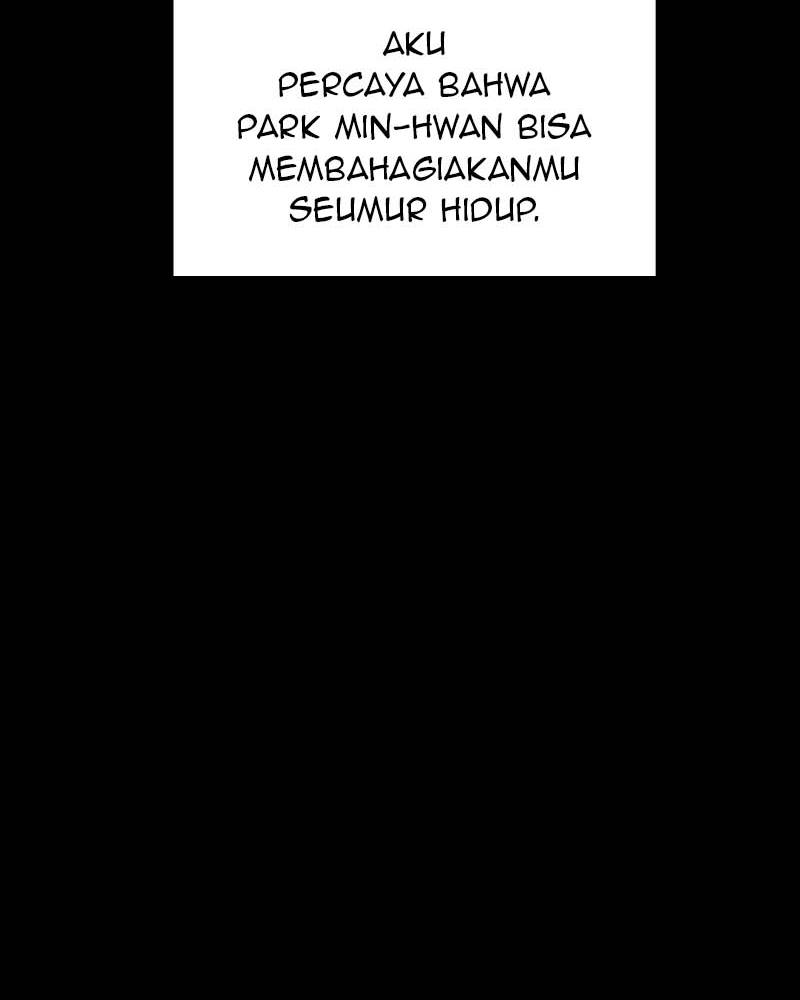 AKU
PERCAYA BAHWA
PARK MIN-HWAN BISA
MEMBAHAGIAKANMU
SEUMUR HIDUP.